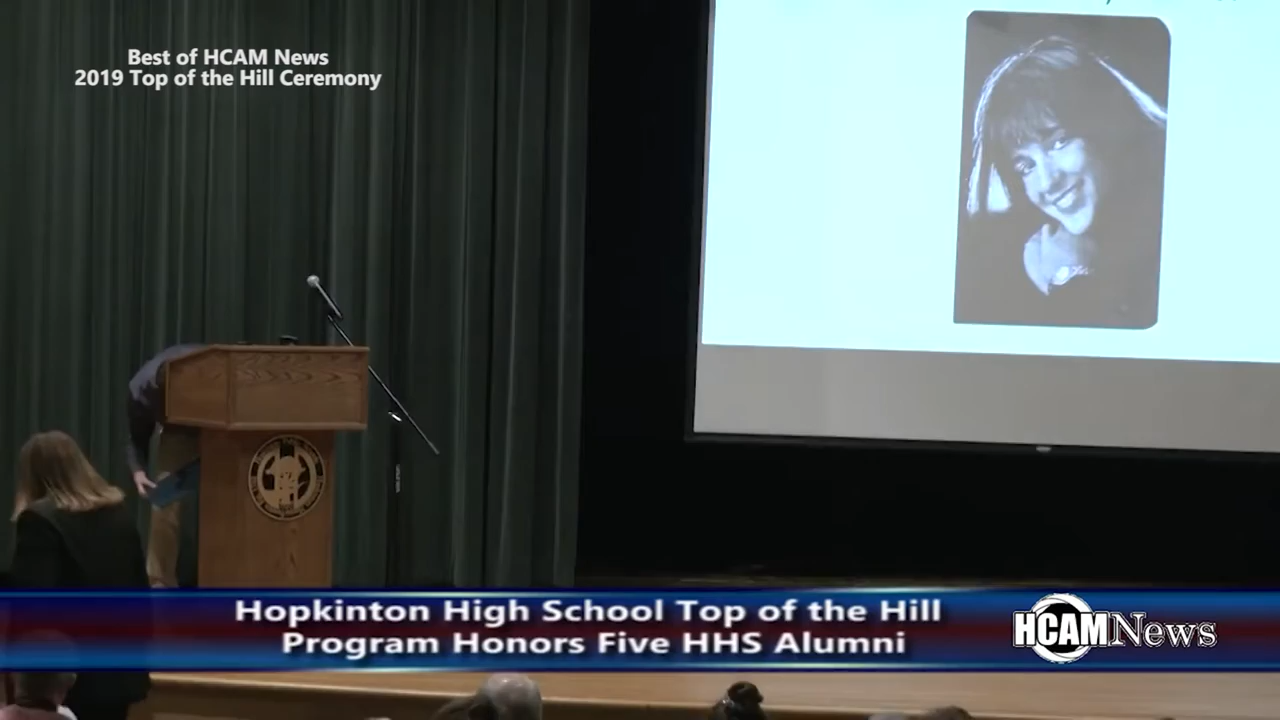 Best of HCAM News
2019 Top of the Hill Ceremony
Hopkinton High School Top of the Hill
Program Honors Five HHS Alumni
HCAMNews